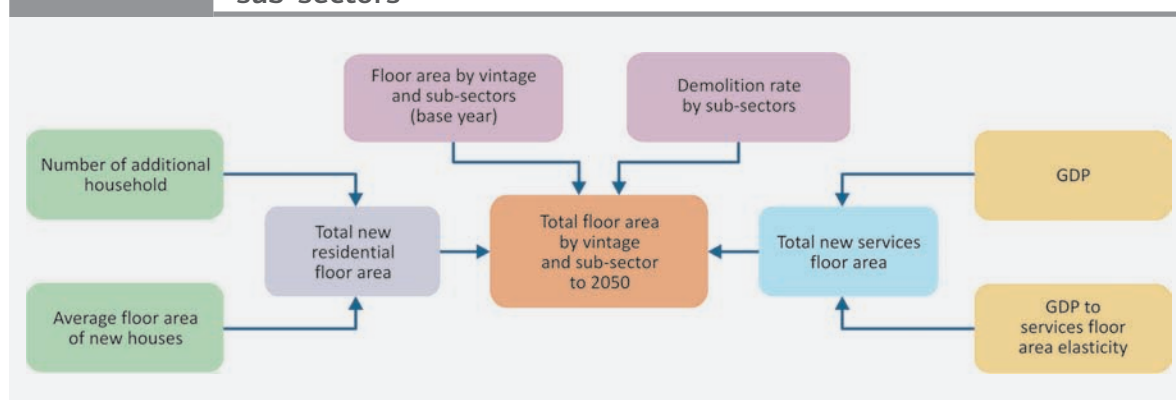 sub-sectors
Floor area by vintage
and sub-sectors
(base year)
Demolition rate
by sub-sectors
Number of additional
household
GDP
Total new
residential
floor area
Total floor area
by vintage
and sub-sector
to 2050
Total new services
floor area
Average floor area
of new houses
GDP to
services floor
area elasticity